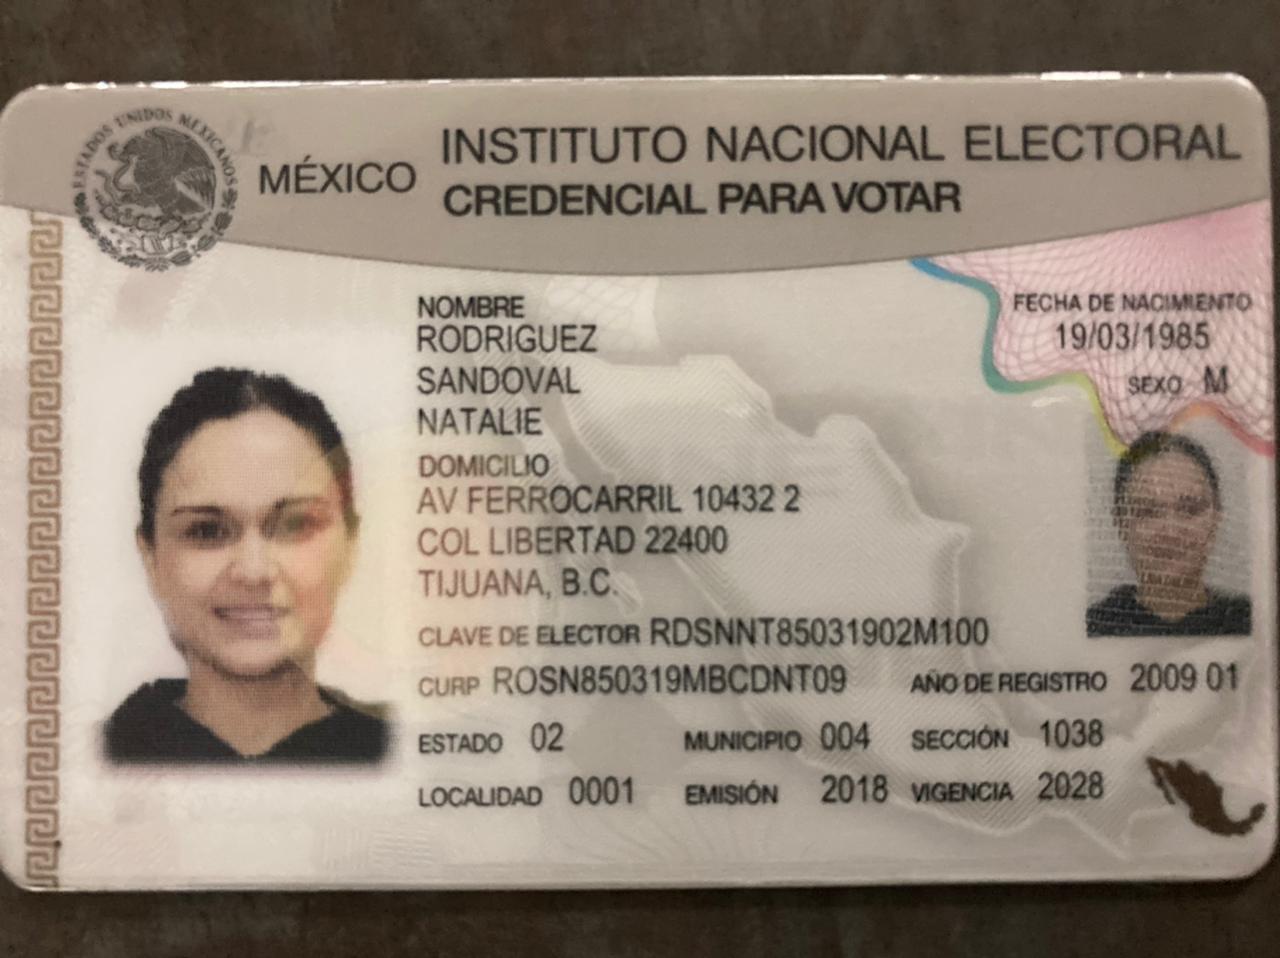 ESTADOS UNIDOS MEXICANOS
MÉXICO
INSTITUTO NACIONAL ELECTORAL
CREDENCIAL PARA VOTAR
NOMBRE
RODRIGUEZ
SANDOVAL
NATALIE
FECHA DE NACIMIENTO
19/03/1985
SEXO M
DOMICILIO
AV FERROCARRIL 10432 2
COL LIBERTAD 22400
TIJUANA, B.C.
CLAVE DE ELECTOR RDSNNT85031902M100
CURP ROSN850319MBCDNT09 AÑO DE REGISTRO 2009 01
ESTADO 02 MUNICIPIO 004 SECCIÓN 1038
LOCALIDAD 0001 EMISIÓN 2018 VIGENCIA 2028